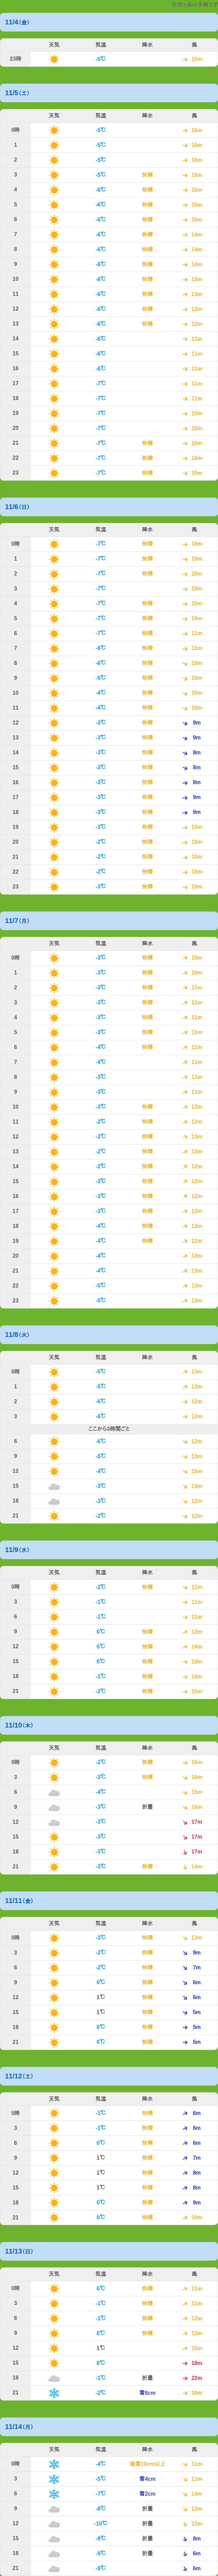 11/4(金)
天気 気温 降水 風
23時 -5℃ 15m
11/5(土)
天気 気温 降水 風
0時 -5℃ 16m
1 -5℃ 16m
2 -5℃ 16m
3 -5℃ 快晴 16m
4 -6℃ 快晴 15m
5 -6℃ 快晴 15m
6 -6℃ 快晴 15m
7 -6℃ 快晴 14m
8 -6℃ 快晴 14m
9 -6℃ 快晴 14m
10 -6℃ 快晴 13m
11 -6℃ 快晴 13m
12 -6℃ 快晴 12m
13 -6℃ 快晴 12m
14 -6℃ 11m
15 -6℃ 11m
16 -6℃ 11m
17 -7℃ 11m
18 -7℃ 11m
19 -7℃ 10m
20 -7℃ 10m
21 -7℃ 快晴 10m
22 -7℃ 快晴 10m
23 -7℃ 快晴 10m
11/6(日)
天気 気温 降水 風
0時 -7℃ 快晴 10m
1 -7℃ 快晴 10m
2 -7℃ 快晴 10m
3 -7℃ 10m
4 -7℃ 快晴 10m
5 -7℃ 快晴 10m
6 -7℃ 快晴 11m
7 -6℃ 快晴 11m
8 -6℃ 快晴 10m
9 -5℃ 快晴 10m
10 -4℃ 快晴 10m
11 -4℃ 快晴 10m
12 -3℃ 快晴 9m
13 -3℃ 快晴 9m
14 -3℃ 快晴 8m
15 -3℃ 快晴 8m
16 -3℃ 快晴 8m
17 -3℃ 快晴 9m
18 -3℃ 快晴 9m
19 -3℃ 快晴 10m
20 -2℃ 快晴 10m
21 -2℃ 快晴 10m
22 -2℃ 快晴 10m
23 -3℃ 快晴 10m
11/7(月)
天気 気温 降水 風
0時 -3℃ 快晴 10m
1 -3℃ 快晴 10m
2 -3℃ 快晴 11m
3 -3℃ 快晴 11m
4 -3℃ 快晴 11m
5 -3℃ 快晴 11m
6 -4℃ 快晴 11m
7 -4℃ 11m
8 -3℃ 11m
9 -3℃ 11m
10 -3℃ 快晴 12m
11 -2℃ 快晴 12m
12 -2℃ 快晴 13m
13 -2℃ 快晴 13m
14 -2℃ 快晴 12m
15 -3℃ 快晴 12m
16 -3℃ 快晴 12m
17 -3℃ 快晴 12m
18 -4℃ 快晴 12m
19 -4℃ 快晴 12m
20 -4℃ 13m
21 -4℃ 13m
22 -5℃ 13m
23 -5℃ 13m
11/8(火)
天気 気温 降水 風
0時 -5℃ 13m
1 -5℃ 12m
2 -6℃ 12m
3 -6℃ 12m
ここから3時間ごと
6 -6℃ 12m
9 -5℃ 13m
12 -4℃ 15m
15 -3℃ 13m
18 -3℃ 12m
21 -2℃ 12m
11/9(水)
天気 気温 降水 風
0時 -2℃ 快晴 11m
3 -1℃ 11m
6 -1℃ 11m
9 0℃ 快晴 12m
12 0℃ 快晴 14m
15 0℃ 快晴 13m
18 -1℃ 快晴 14m
21 -2℃ 快晴 15m
11/10(木)
天気 気温 降水 風
0時 -2℃ 快晴 16m
3 -3℃ 快晴 16m
6 -4℃ 15m
9 -3℃ 折曇 16m
12 -3℃ 17m
15 -3℃ 17m
18 -3℃ 17m
21 -3℃ 快晴 14m
11/11(金)
天気 気温 降水 風
0時 -3℃ 快晴 12m
3 -2℃ 快晴 9m
6 -2℃ 快晴 7m
9 0℃ 快晴 6m
12 1℃ 快晴 6m
15 1℃ 快晴 5m
18 0℃ 快晴 5m
21 0℃ 快晴 5m
11/12(土)
天気 気温 降水 風
0時 -1℃ 快晴 6m
3 -1℃ 快晴 6m
6 0℃ 快晴 6m
9 1℃ 快晴 7m
12 1℃ 快晴 8m
15 1℃ 快晴 8m
18 0℃ 快晴 9m
21 0℃ 快晴 10m
11/13(日)
天気 気温 降水 風
0時 0℃ 快晴 11m
3 -1℃ 快晴 11m
6 -1℃ 快晴 12m
9 0℃ 快晴 13m
12 1℃ 15m
15 0℃ 18m
18 -1℃ 折曇 22m
21 -2℃ 雪6cm 16m
11/14(月)
天気 気温 降水 風
0時 -4℃ 強雪10cm以上 11m
3 -5℃ 雪4cm 12m
6 -7℃ 雪2cm 14m
9 -8℃ 折曇 12m
12 -10℃ 折曇 11m
15 -9℃ 折曇 8m
18 -9℃ 折曇 6m
21 -9℃ 6m